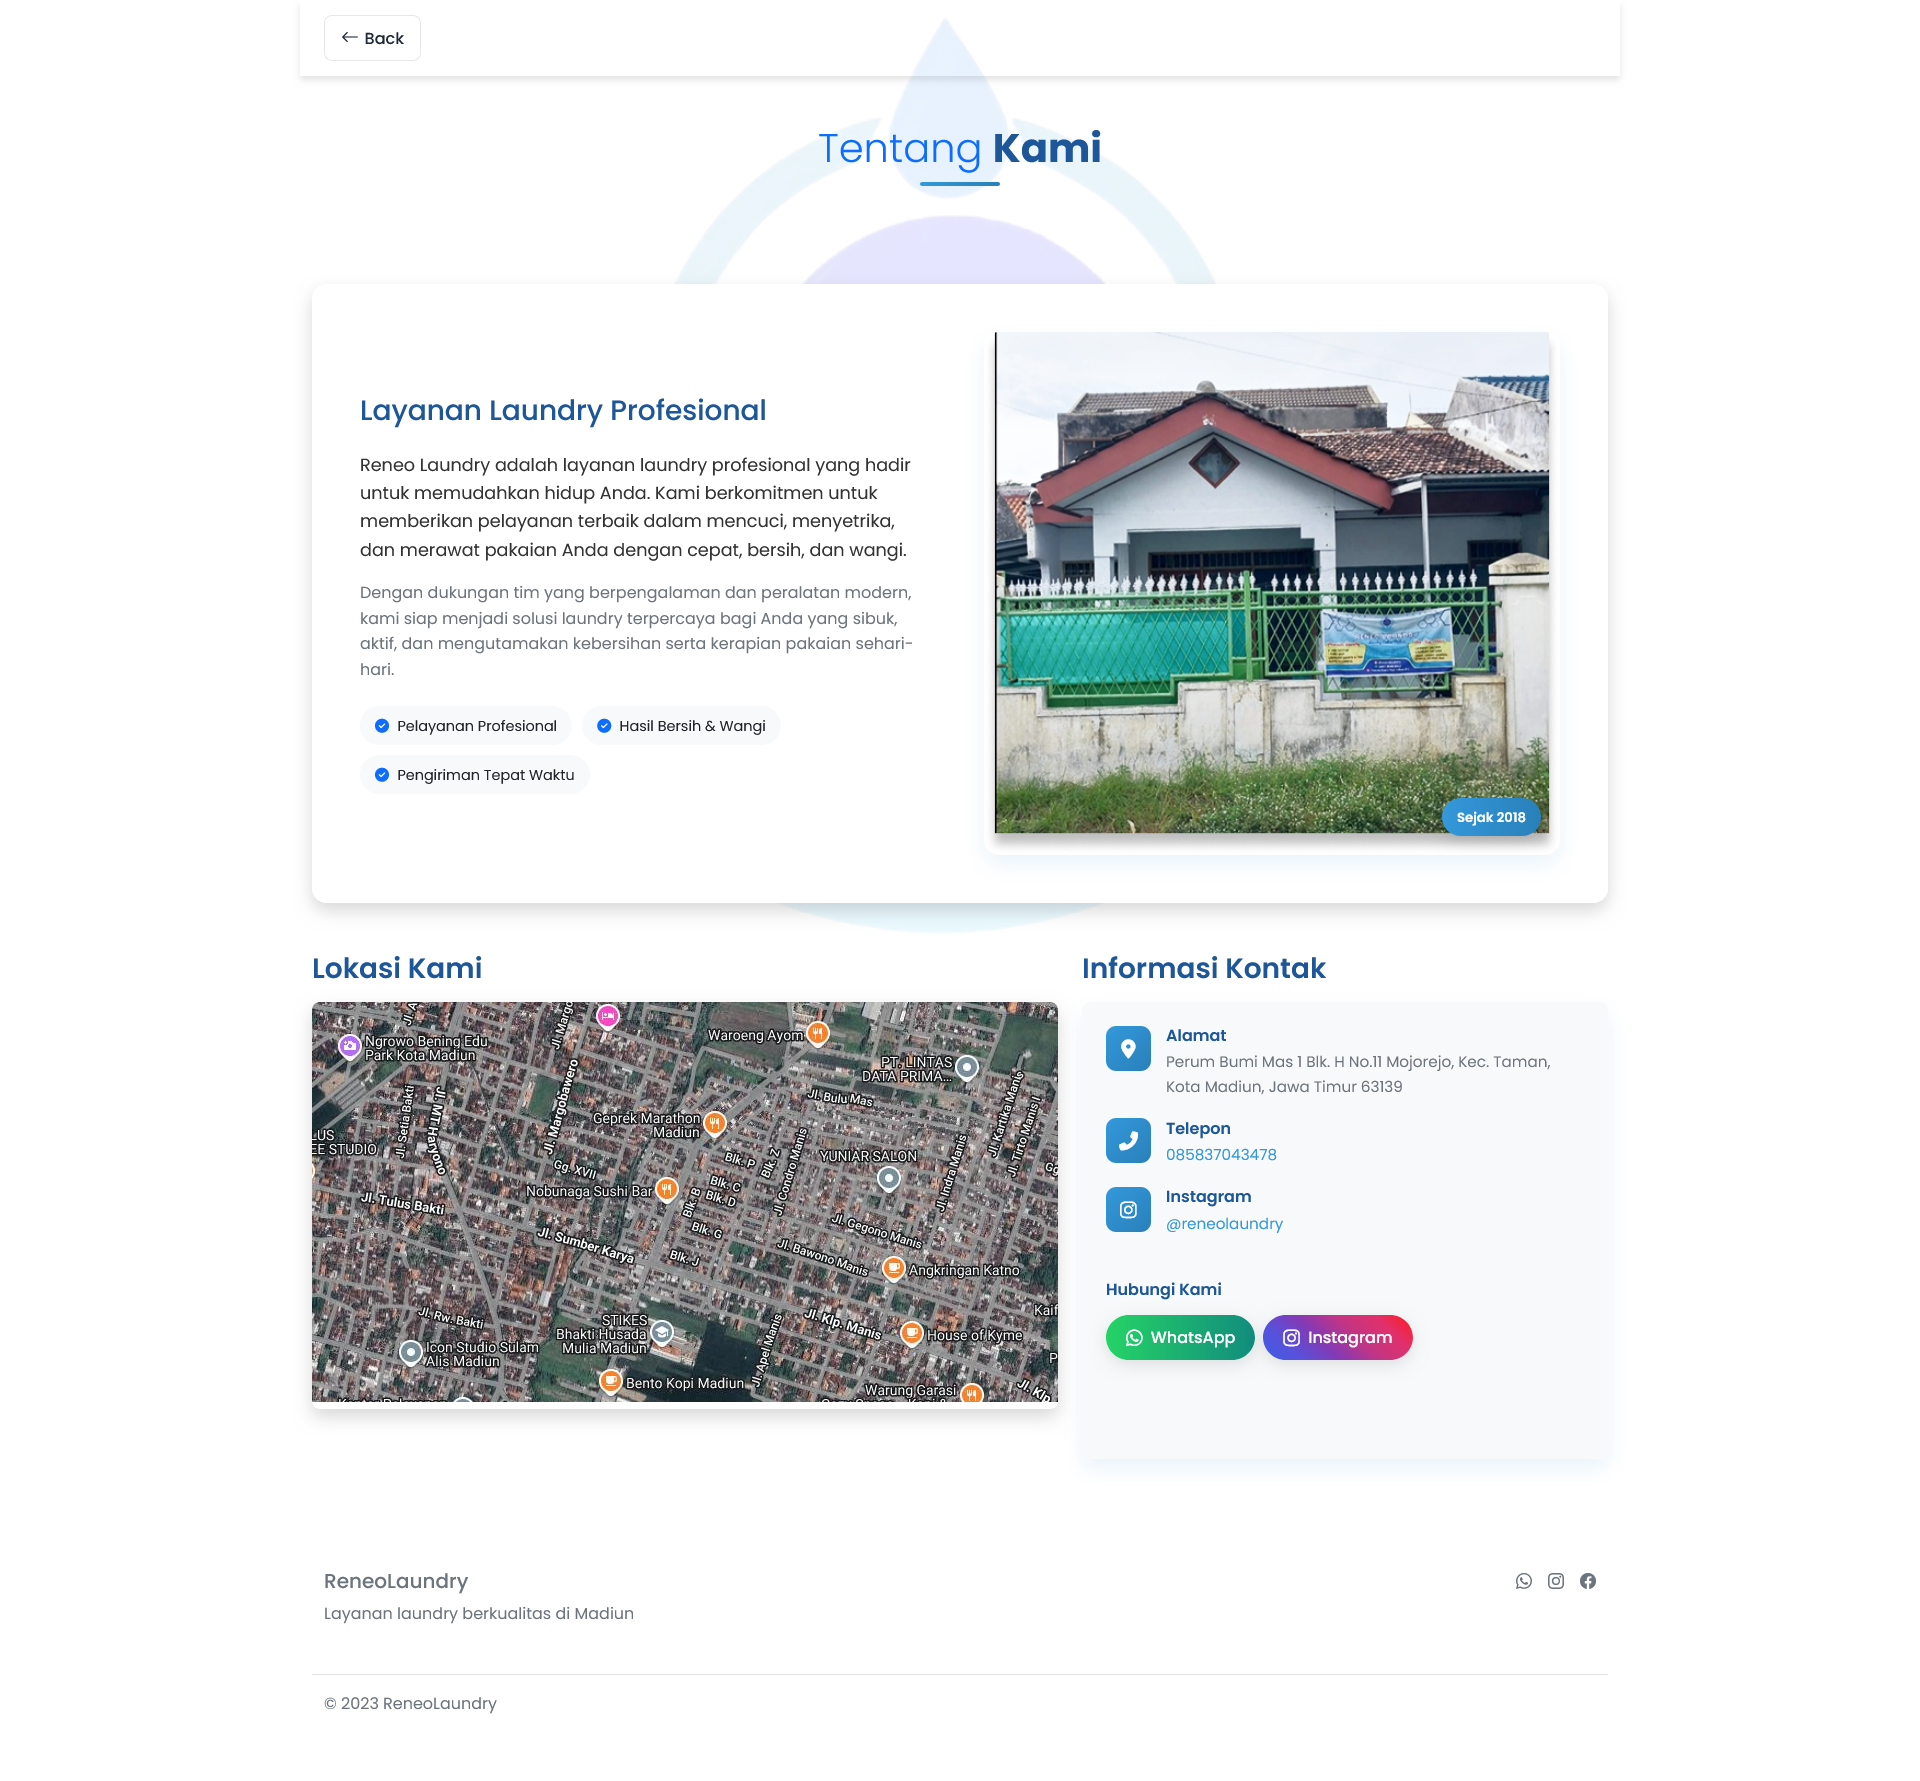 Back
Tentang Kami
Layanan Laundry Profesional
Reneo Laundry adalah layanan laundry profesional yang hadir
untuk memudahkan hidup Anda. Kami berkomitmen untuk
memberikan pelayanan terbaik dalam mencuci, menyetrika,
dan merawat pakaian Anda dengan cepat, bersih, dan wangi.
Dengan dukungan tim yang berpengalaman dan peralatan modern,
kami siap menjadi solusi laundry terpercaya bagi Anda yang sibuk,
aktif, dan mengutamakan kebersihan serta kerapian pakaian sehari-
hari.
Pelayanan Profesional
Hasil Bersih & Wangi
Pengiriman Tepat Waktu
Sejak 2018
Lokasi Kami
Jl. Margo
Waroeng Ayom
Ngrowo Bening Edu
Park Kota Madiun
PT. LINTAS
DATA PRIMA...
Jl. Setia Bakti
Jl. MT Haryono
Jl. Margobawero
Jl. Bulu Mas
Jl. Kartika Manis
Jl. Tirto Manis II
Geprek Marathon
Madiun
LUS
EE STUDIO
Blk. P
Blk. Z
Jl. Condro Manis
YUNIAR SALON
Jl. Indra Manis
Gg
Gg. XVII
Blk. C
Blk. D
Nobunaga Sushi Bar
Blk. B
Jl. Tulus Bakti
Blk. G
Jl. Gegono Manis
Jl. Sumber Karya
Blk. J
Jl. Bawono Manis
Angkringan Katno
Kaif
Jl. Rw. Bakti
STIKES
Bhakti Husada
Mulia Madiun
Jl. Apel Manis
Jl. Klp. Manis
House of Kyme
Icon Studio Sulam
Alis Madiun
P
Bento Kopi Madiun
Warung Garasi
Jl. Klp
Informasi Kontak
Alamat
Perum Bumi Mas 1 Blk. H No.11 Mojorejo, Kec. Taman,
Kota Madiun, Jawa Timur 63139
Telepon
085837043478
Instagram
@reneolaundry
Hubungi Kami
WhatsApp
Instagram
ReneoLaundry
Layanan laundry berkualitas di Madiun
© 2023 ReneoLaundry